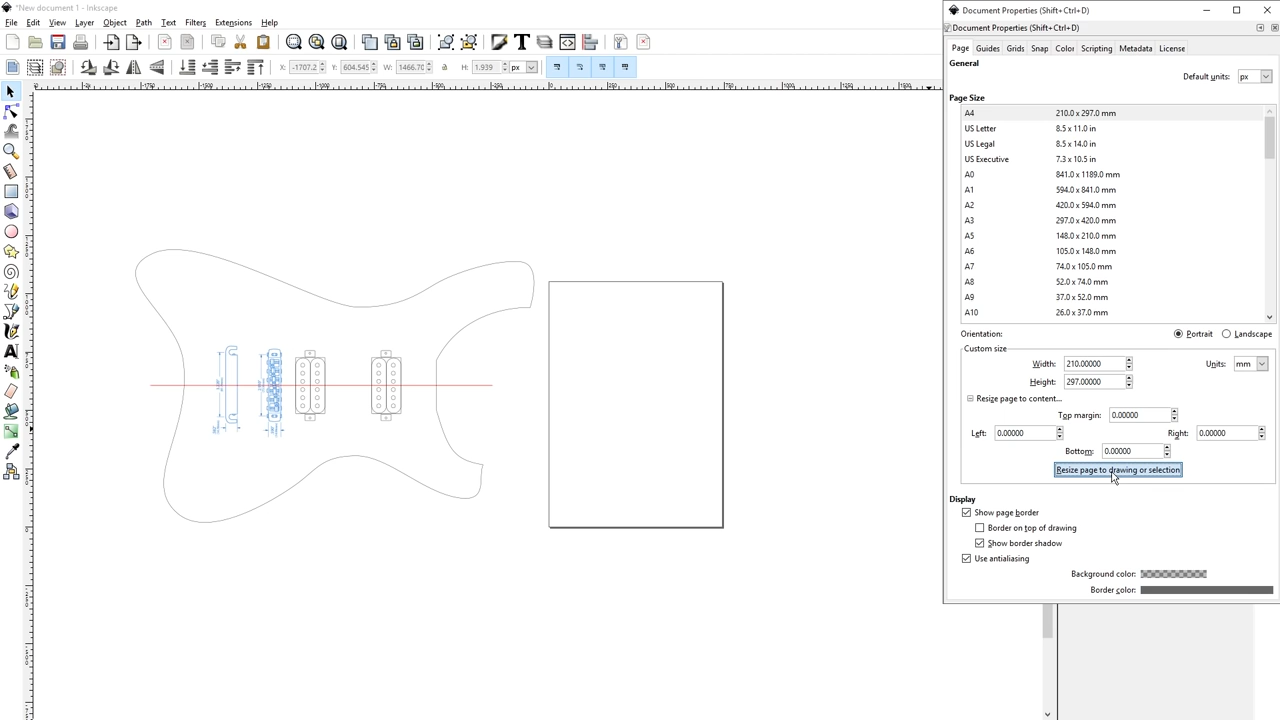 *New document 1 - Inkscape
File Edit View Layer Object Path Text Filters Extensions Help
X: -1707.2 Y: 604.545 W: 1466.70 H: 1.939 px
Document Properties (Shift+Ctrl+D)
Document Properties (Shift+Ctrl+D)
Page Guides Grids Snap Color Scripting Metadata License
General
Default units: px
Page Size
A4 210.0 x 297.0 mm
US Letter 8.5 x 11.0 in
US Legal 8.5 x 14.0 in
US Executive 7.3 x 10.5 in
A0 841.0 x 1189.0 mm
A1 594.0 x 841.0 mm
A2 420.0 x 594.0 mm
A3 297.0 x 420.0 mm
A5 148.0 x 210.0 mm
A6 105.0 x 148.0 mm
A7 74.0 x 105.0 mm
A8 52.0 x 74.0 mm
A9 37.0 x 52.0 mm
A10 26.0 x 37.0 mm
Orientation: Portrait Landscape
Custom size
Width: 210.00000 Units: mm
Height: 297.00000
Resize page to content...
Top margin: 0.00000
Left: 0.00000 Right: 0.00000
Bottom: 0.00000
Resize page to drawing or selection
Display
Show page border
Border on top of drawing
Show border shadow
Use antialiasing
Background color:
Border color: